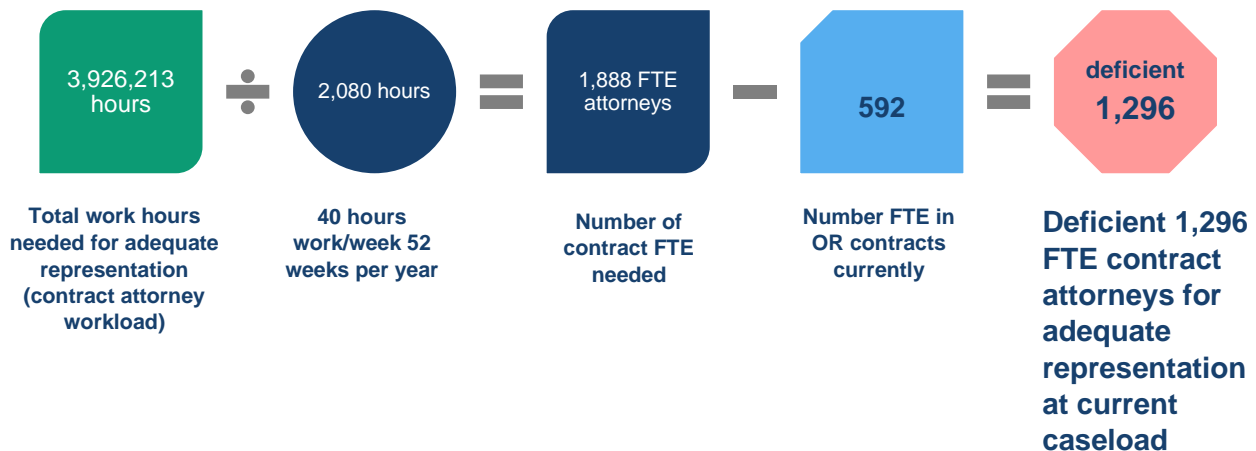 3,926,213
hours
2,080 hours
1,888 FTE
attorneys
592
deficient
1,296
Total work hours
needed for adequate
representation
(contract attorney
workload)
40 hours
work/week 52
weeks per year
Number of
contract FTE
needed
Number FTE in
OR contracts
currently
Deficient 1,296
FTE contract
attorneys for
adequate
representation
at current
caseload